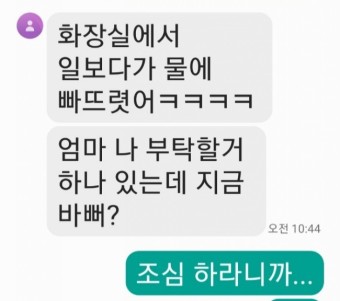 화장실에서
일보다가 물에
빠뜨렷어ㅋㅋㅋㅋ
엄마 나 부탁할거
하나 있는데 지금
바뻐?
오전 10:44
조심 하라니까...